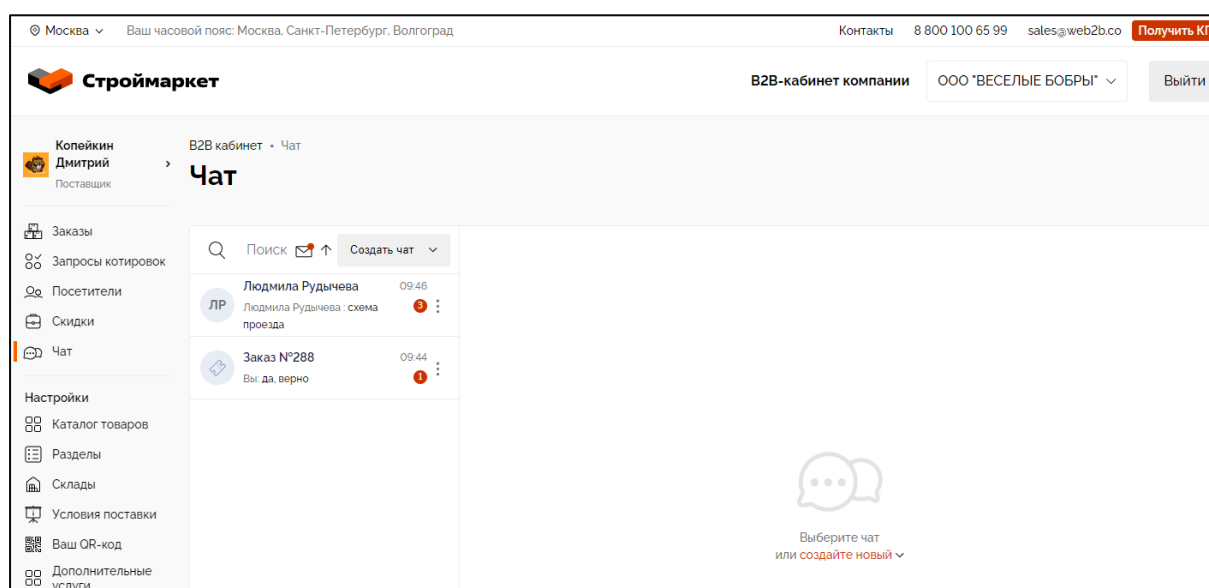 Москва
Ваш часовой пояс: Москва, Санкт-Петербург, Волгоград
Контакты
8 800 100 65 99
sales@web2b.co
Получить КП
Строймаркет
B2B-кабинет компании
ООО "ВЕСЕЛЫЕ БОБРЫ"
Выйти
Копейкин
Дмитрий
Поставщик
B2B кабинет • Чат
Чат
Заказы
Запросы котировок
Посетители
Скидки
Чат
Настройки
Каталог товаров
Разделы
Склады
Условия поставки
Ваш QR-код
Дополнительные
услуги
Поиск
Создать чат
ЛР
Людмила Рудычева
09:46
Людмила Рудычева : схема
проезда
3
Заказ №288
09:44
Вы: да, верно
1
Выберите чат
или создайте новый